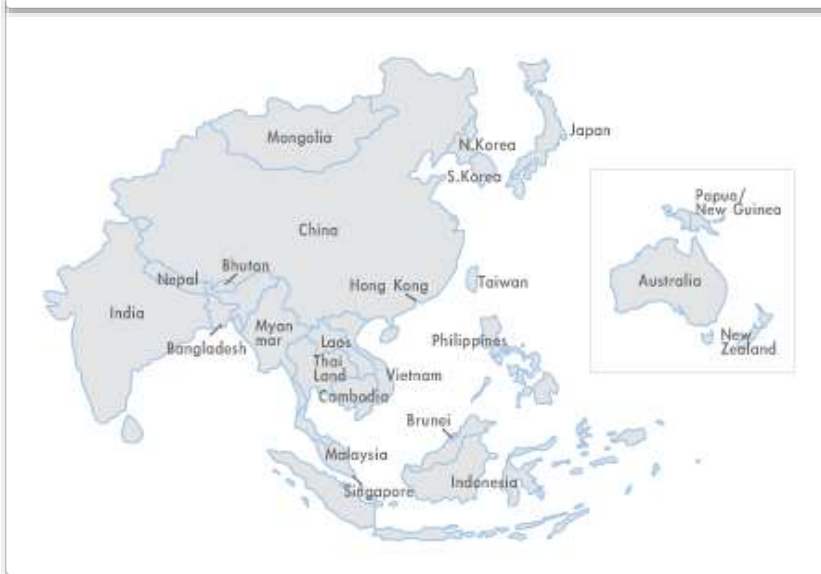 Mongolia
N.Korea
Japan
S.Korea
China
Papua/
New Guinea
Nepal
Bhutan
Hong Kong
Taiwan
Australia
India
Myan
mar
Bangladesh
Laos
Philippines
Thai
Land
Vietnam
New
Zealand
Cambodia
Brunei
Malaysia
Singapore
Indonesia